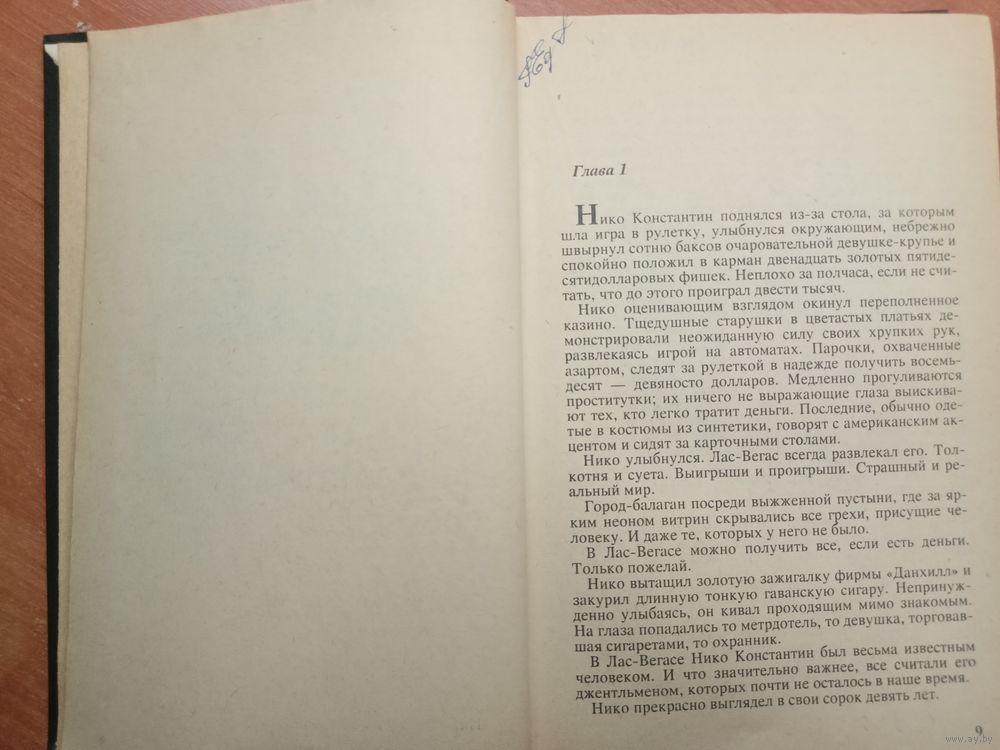 Глава 1
Нико Константин поднялся из-за стола, за которым
шла игра в рулетку, улыбнулся окружающим, небрежно
швырнул сотню баксов очаровательной девушке-крупье и
спокойно положил в карман двенадцать золотых пятиде-
сятидолларовых фишек. Неплохо за полчаса, если не счи-
тать, что до этого проиграл двести тысяч.
Нико оценивающим взглядом окинул переполненное
казино. Тщедушные старушки в цветастых платьях де-
монстрировали неожиданную силу своих хрупких рук,
развлекаясь игрой на автоматах. Парочки, охваченные
азартом, следят за рулеткой в надежде получить восемь-
десят — девяносто долларов. Медленно прогуливаются
проститутки; их ничего не выражающие глаза выискива-
ют тех, кто легко тратит деньги. Последние, обычно оде-
тые в костюмы из синтетики, говорят с американским ак-
центом и сидят за карточными столами.
Нико улыбнулся. Лас-Вегас всегда развлекал его. Тол-
котня и суета. Выигрыши и проигрыши. Страшный и ре-
альный мир.
Город-балаган посреди выжженной пустыни, где за яр-
ким неоном витрин скрывались все грехи, присущие че-
ловеку. И даже те, которых у него не было.
В Лас-Вегасе можно получить все, если есть деньги.
Только пожелай.
Нико вытащил золотую зажигалку фирмы «Данхилл» и
закурил длинную тонкую гаванскую сигару. Непринуж-
денно улыбаясь, он кивал проходящим мимо знакомым.
На глаза попадались то метрдотель, то девушка, торговав-
шая сигаретами, то охранник.
В Лас-Вегасе Нико Константин был весьма известным
человеком. И что значительно важнее, все считали его
джентльменом, которых почти не осталось в наше время.
Нико прекрасно выглядел в свои сорок девять лет.
9
www.ay.by